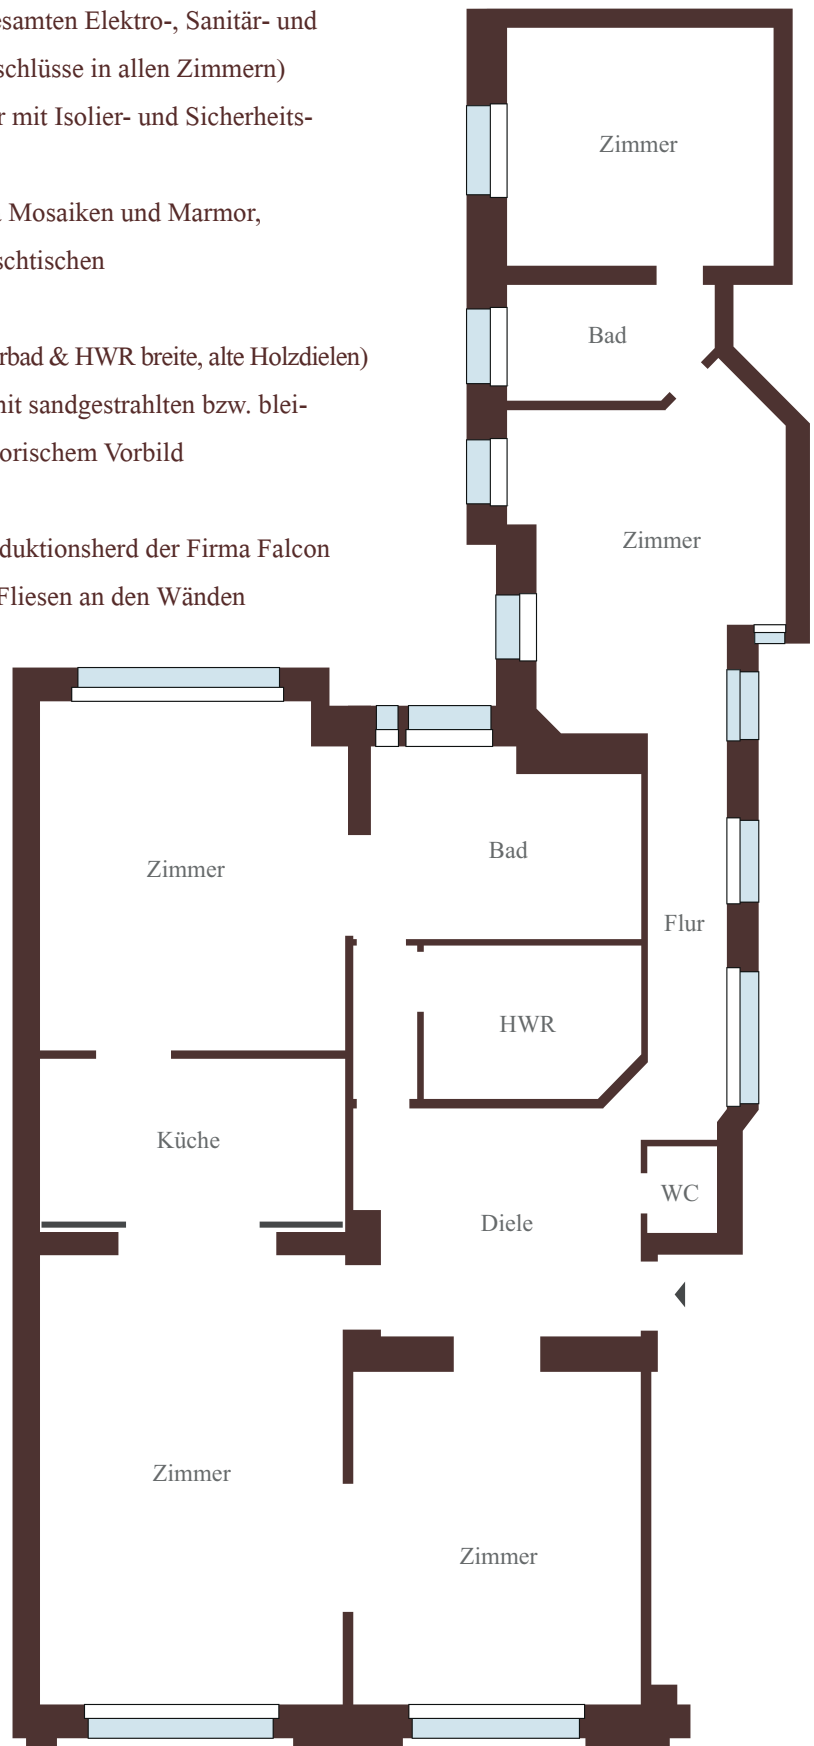 esamten Elektro-, Sanitär- und
schlüsse in allen Zimmern)
r mit Isolier- und Sicherheits-
Mosaiken und Marmor,
schtischen
rbad & HWR breite, alte Holzdielen)
nit sandgestrahlten bzw. blei-
orischem Vorbild
duktionsherd der Firma Falcon
Fliesen an den Wänden
Zimmer
Bad
Zimmer
Zimmer
Bad
Flur
HWR
Küche
WC
Diele
Zimmer
Zimmer